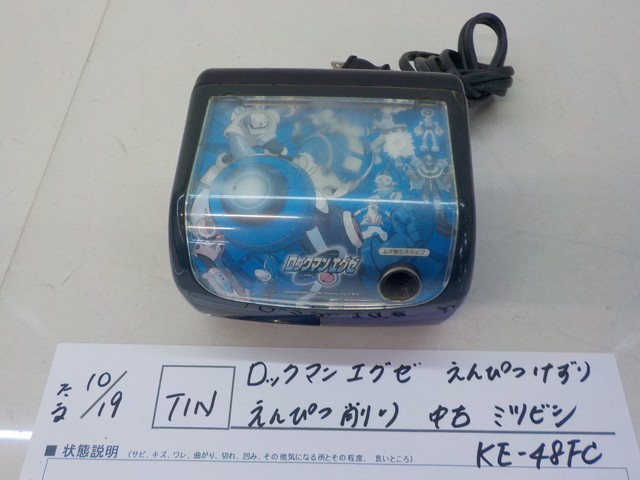 ムダ削りストップ
ロックマンエグゼ
10/19
TIN
ロックマンエグゼ えんぴつけずり
えんぴつ削り 中古 ミツビシ
KE-48FC
■ 状態説明 (サビ、キズ、ワレ、曲がり、切れ、凹み、その他気になる所とその程度、良いところ)